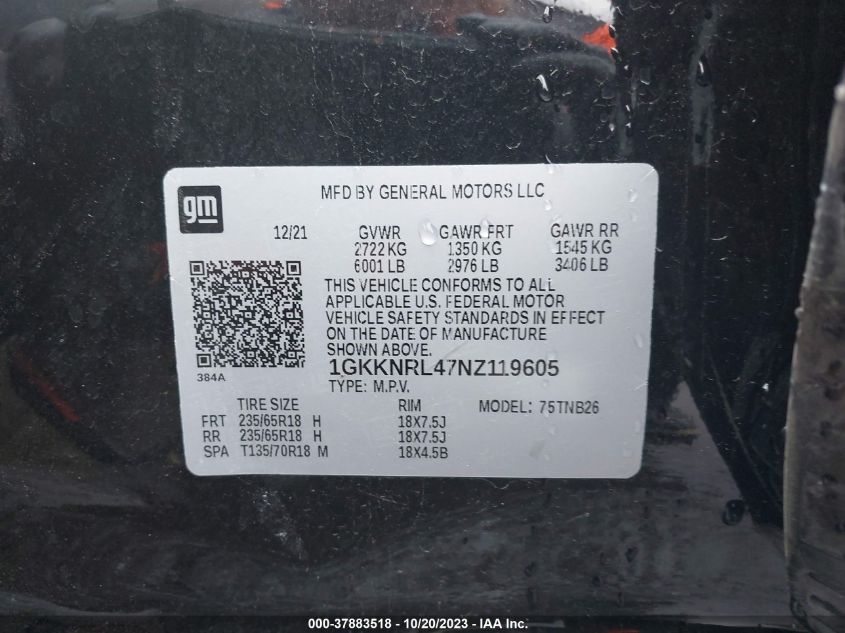 gm
MFD BY GENERAL MOTORS LLC
12/21 GVWR GAWR FRT GAWR RR
2722 KG 1350 KG 1545 KG
6001 LB 2976 LB 3406 LB
THIS VEHICLE CONFORMS TO ALL
APPLICABLE U.S. FEDERAL MOTOR
VEHICLE SAFETY STANDARDS IN EFFECT
ON THE DATE OF MANUFACTURE
SHOWN ABOVE.
1GKKNRL47NZ119605
384A
TYPE: M.P.V.
TIRE SIZE RIM MODEL: 75TNB26
FRT 235/65R18 H 18X7.5J
RR 235/65R18 H 18X7.5J
SPA T135/70R18 M 18X4.5B
000-37883518 - 10/20/2023 - IAA Inc.